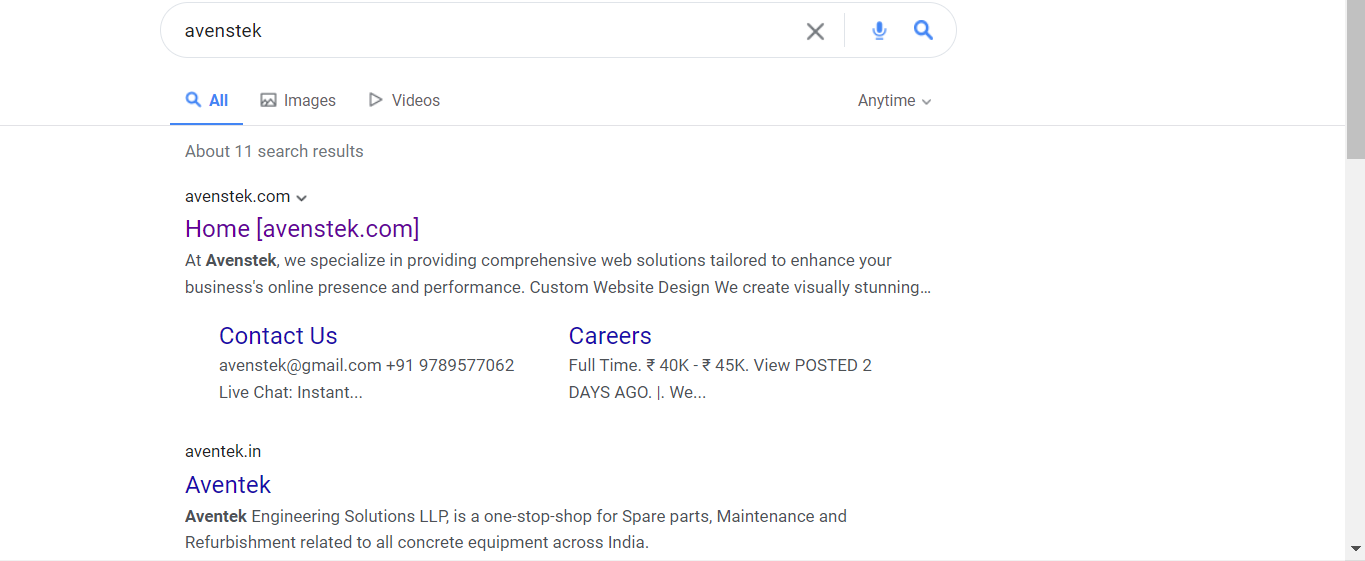 avenstek
All Images Videos Anytime
About 11 search results
avenstek.com
Home [avenstek.com]
At Avenstek, we specialize in providing comprehensive web solutions tailored to enhance your
business's online presence and performance. Custom Website Design We create visually stunning...
Contact Us
avenstek@gmail.com +91 9789577062
Live Chat: Instant...
Careers
Full Time. ₹ 40K - ₹ 45K. View POSTED 2
DAYS AGO. |. We...
aventek.in
Aventek
Aventek Engineering Solutions LLP, is a one-stop-shop for Spare parts, Maintenance and
Refurbishment related to all concrete equipment across India.